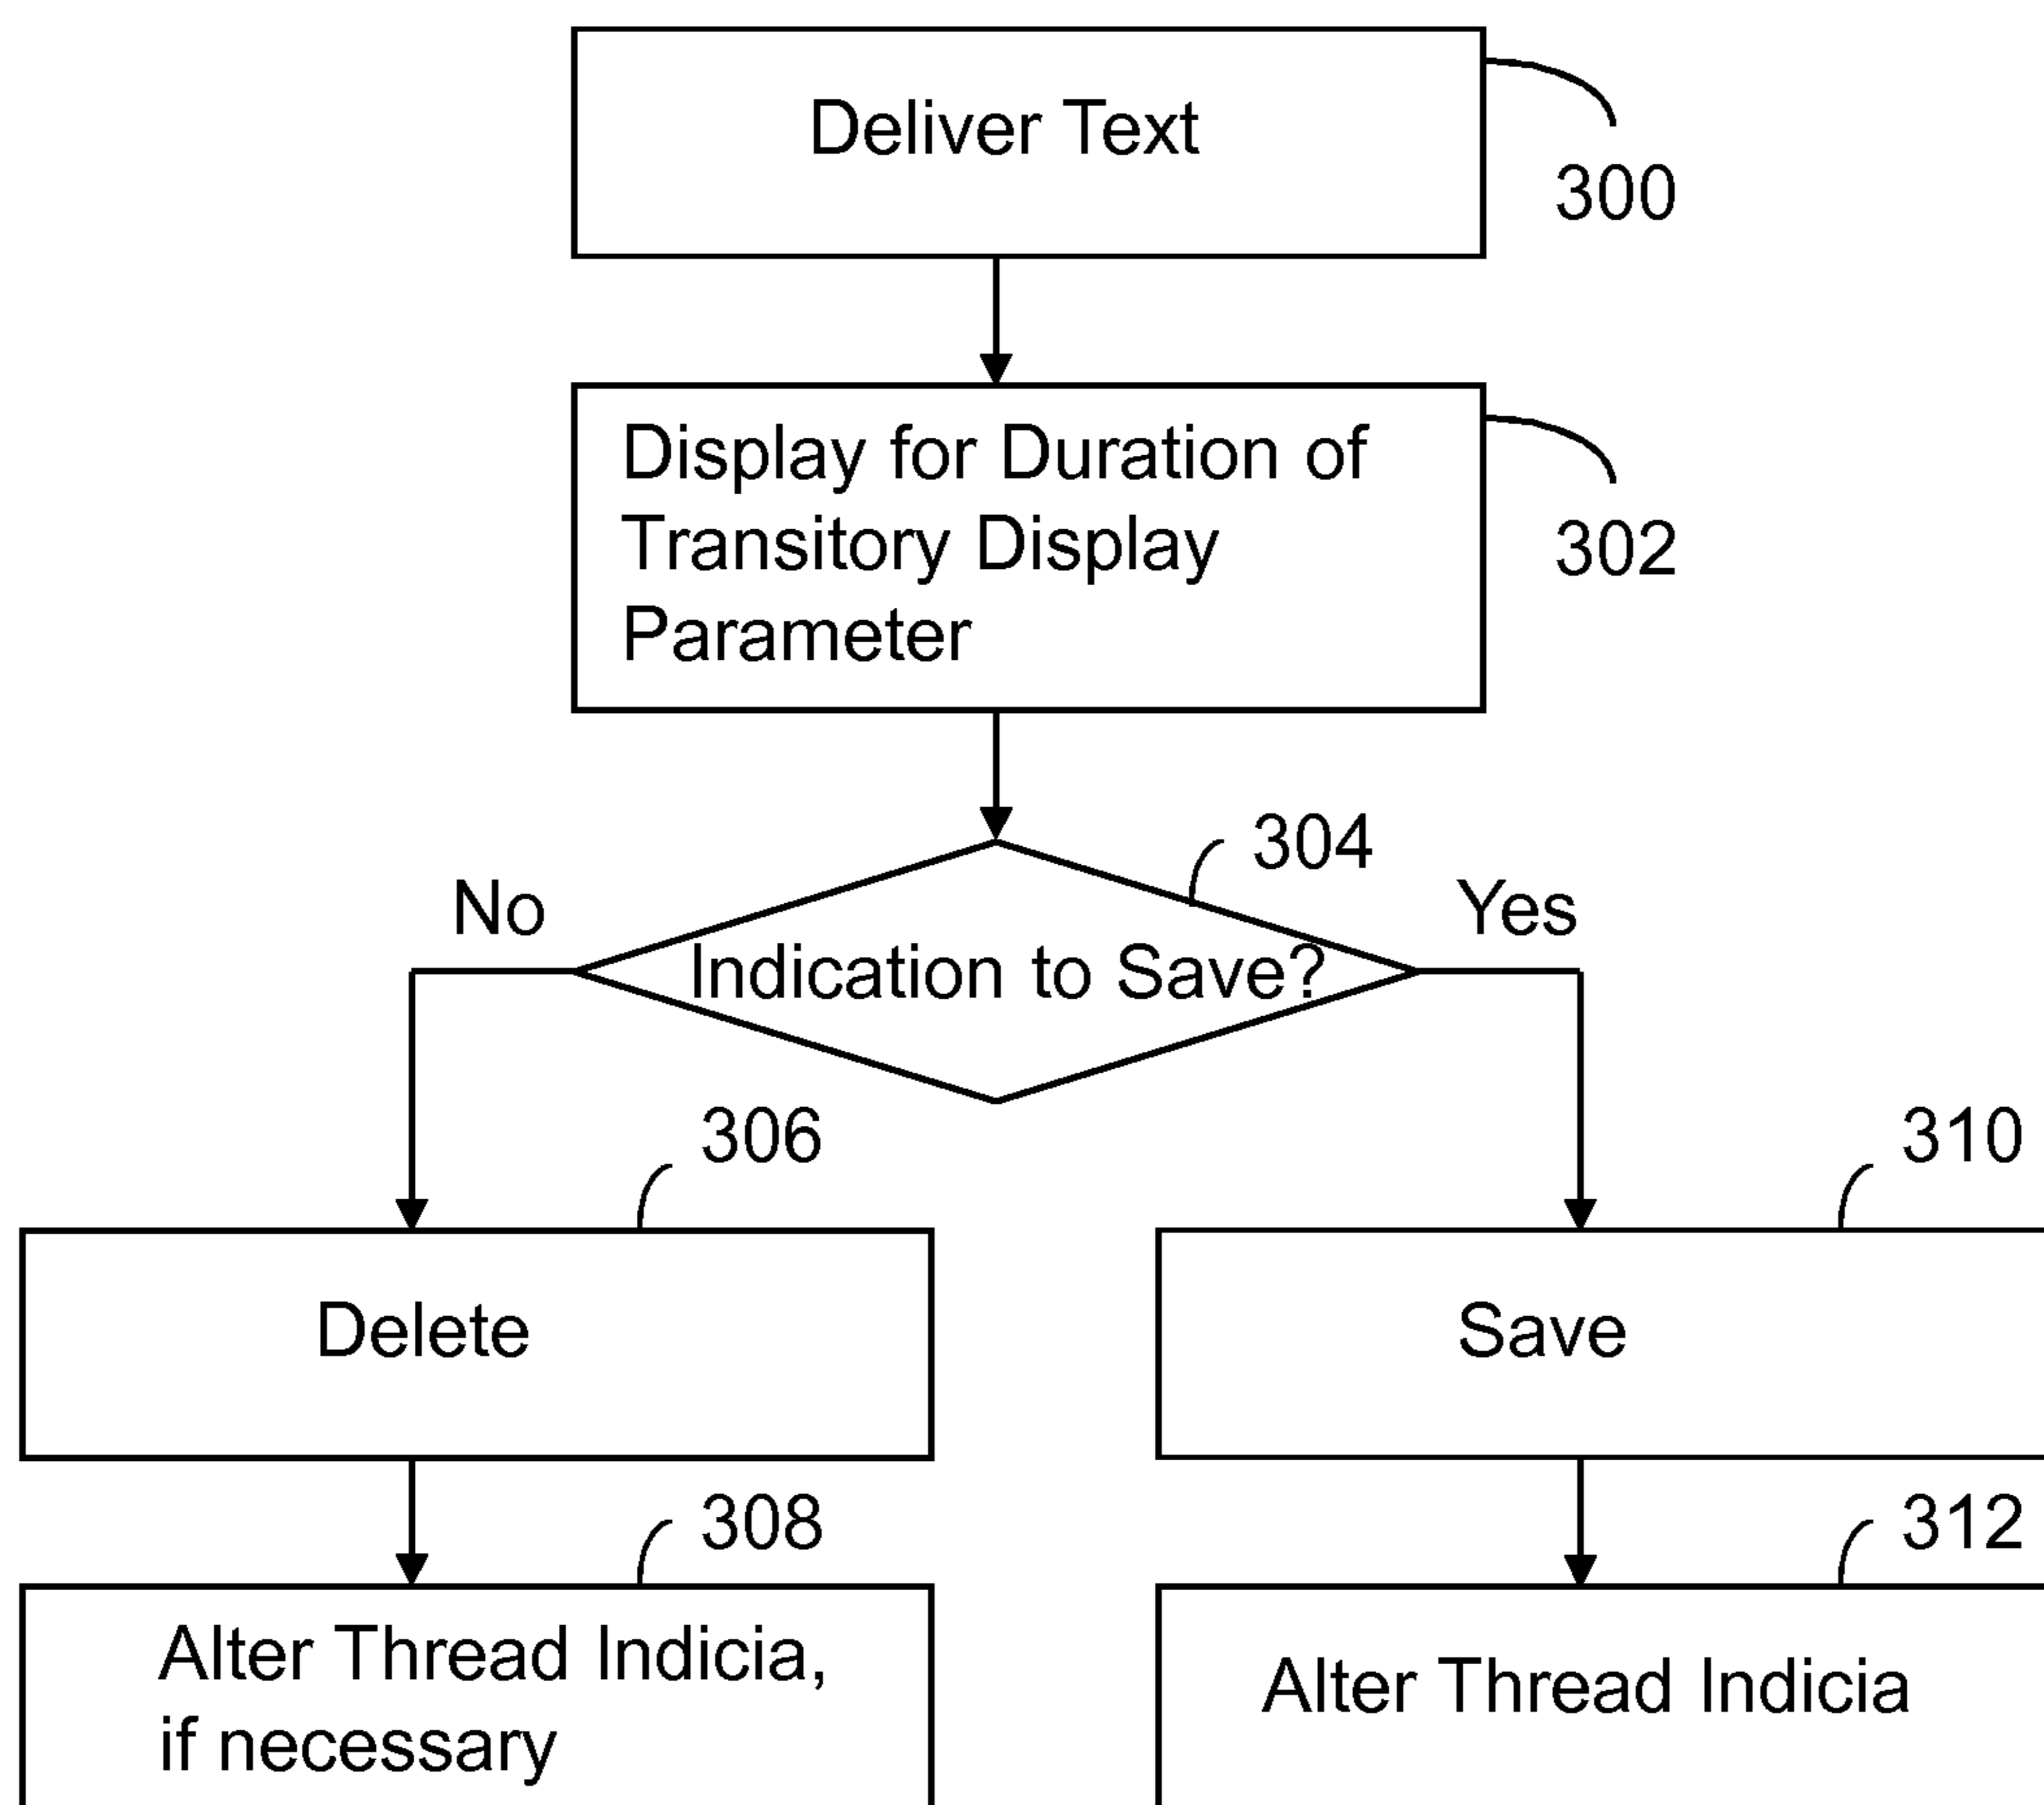 Deliver Text
300
Display for Duration of
Transitory Display
Parameter
302
304
No
Yes
Indication to Save?
306
310
Delete
Save
308
312
Alter Thread Indicia,
if necessary
Alter Thread Indicia